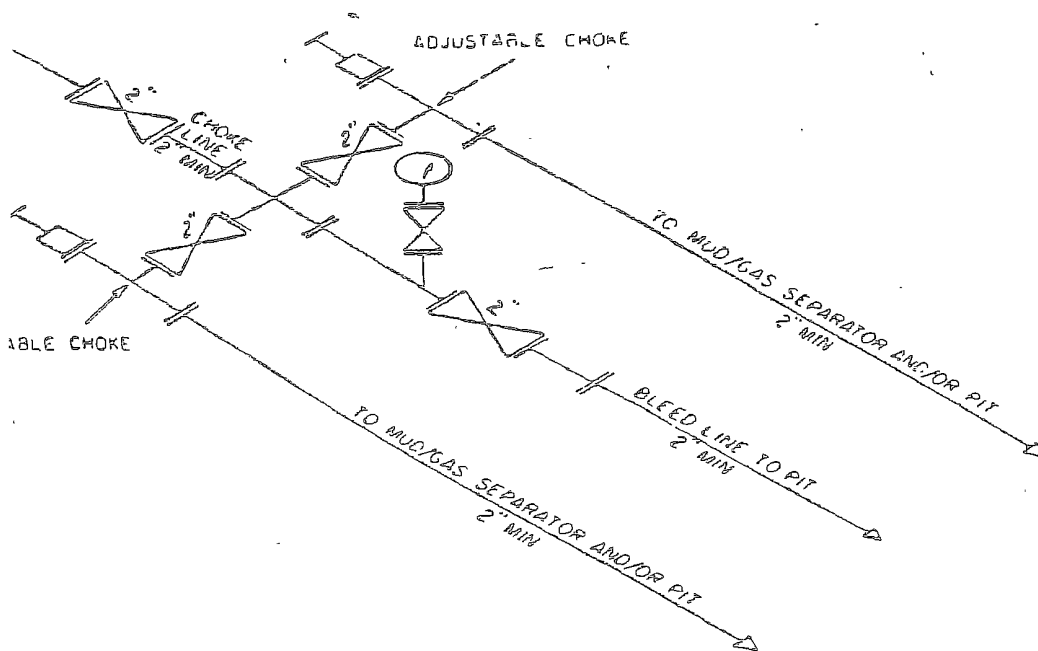 ADJUSTABLE CHOKE
2"
CHOKE
LINE
2" MIN
2"
P
2"
2"
ABLE CHOKE
TO MUD/GAS SEPARATOR AND/OR PIT
2" MIN
BLEED LINE TO PIT
2" MIN
TO MUD/GAS SEPARATOR AND/OR PIT
2" MIN